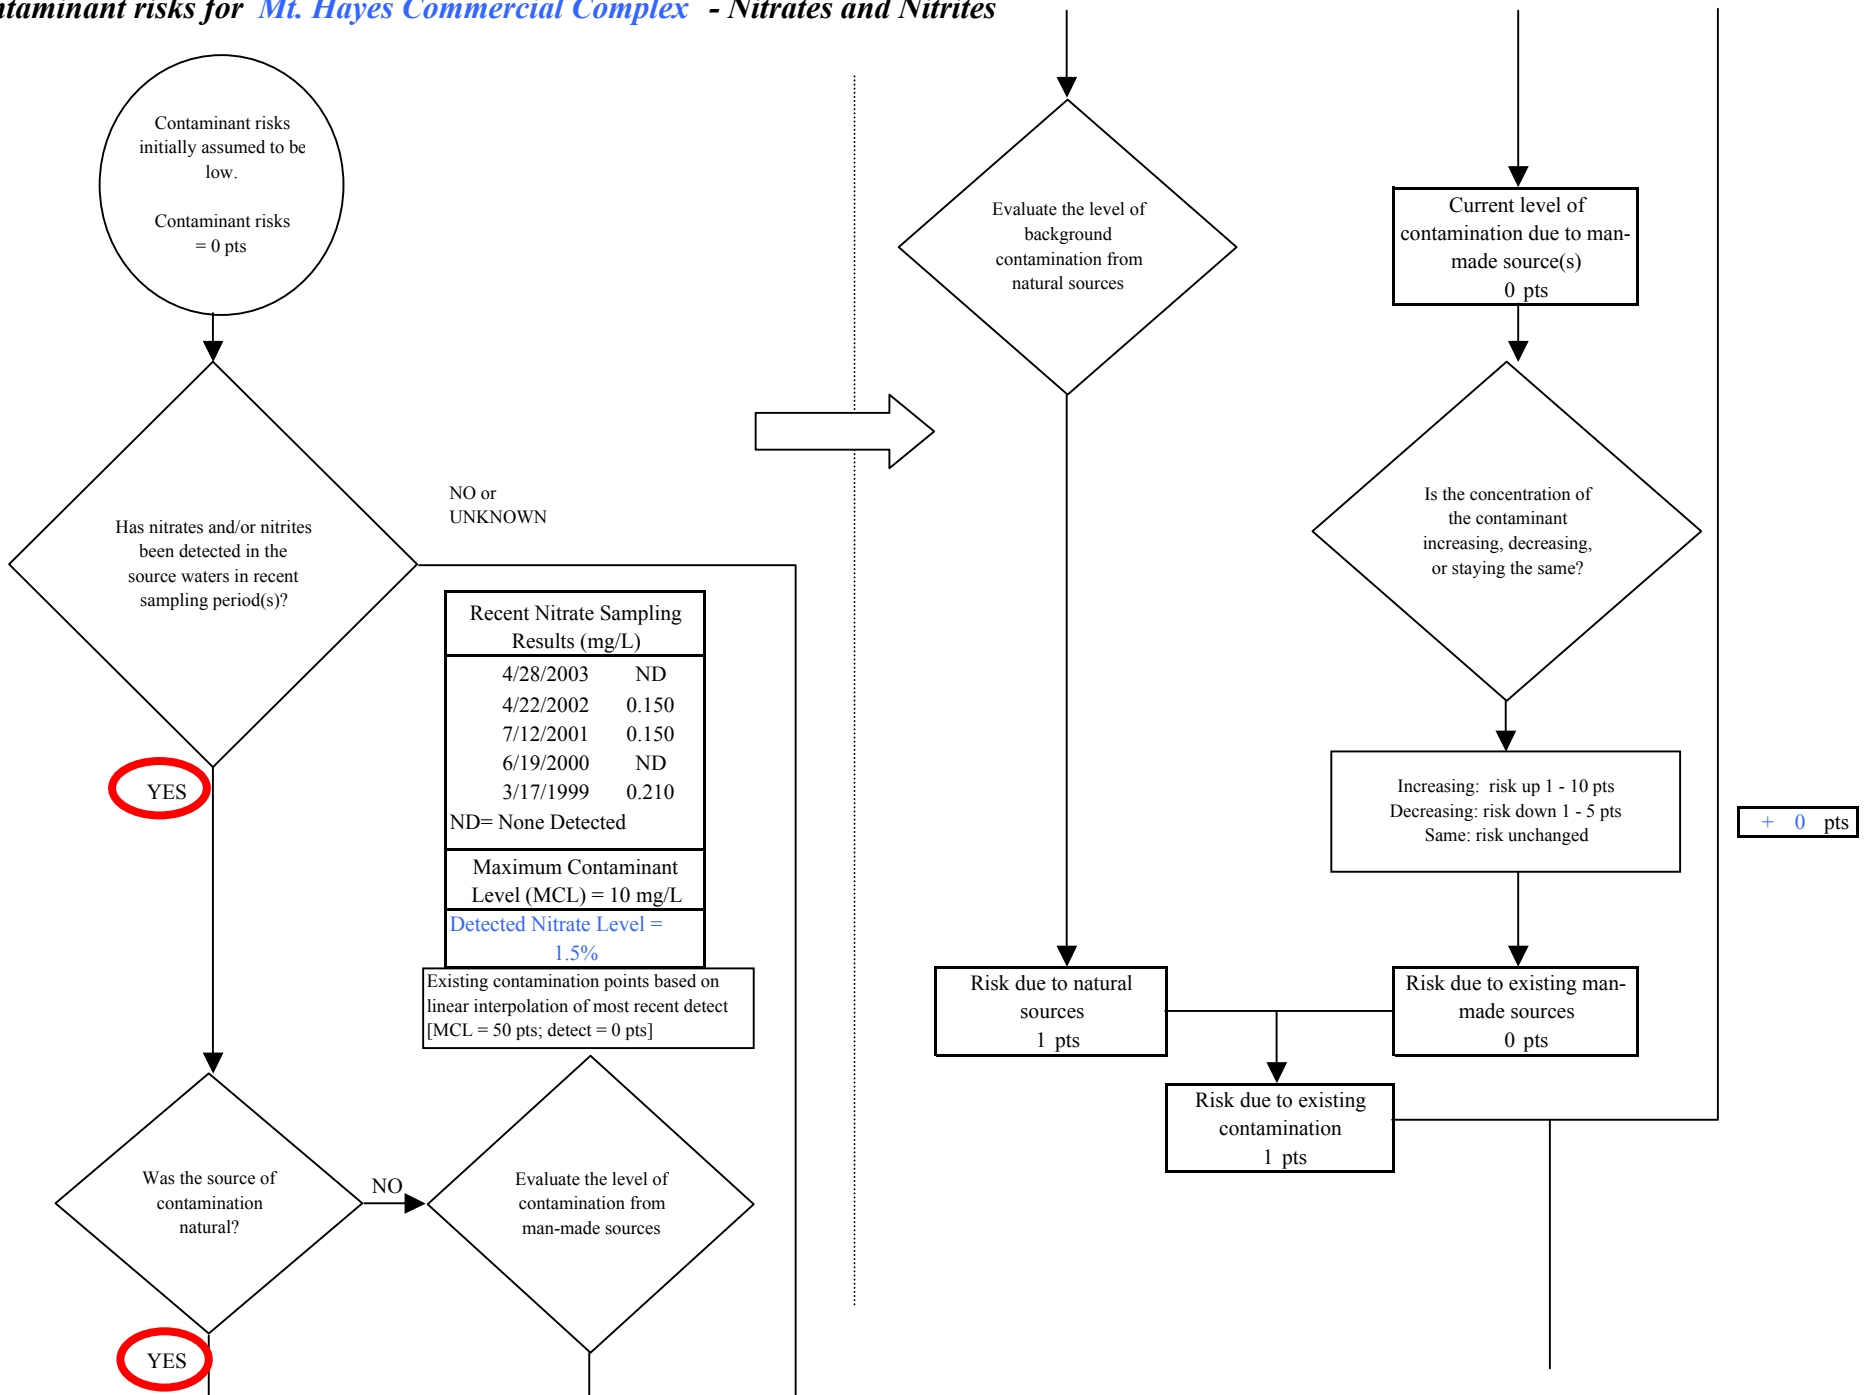 ntaminant risks for Mt. Hayes Commercial Complex - Nitrates and Nitrites
Contaminant risks
initially assumed to be
low.
Contaminant risks
= 0 pts
Has nitrates and/or nitrites
been detected in the
source waters in recent
sampling period(s)?
NO or
UNKNOWN
YES
Recent Nitrate Sampling
Results (mg/L)
4/28/2003 ND
4/22/2002 0.150
7/12/2001 0.150
6/19/2000 ND
3/17/1999 0.210
ND= None Detected
Maximum Contaminant
Level (MCL) = 10 mg/L
Detected Nitrate Level =
1.5%
Existing contamination points based on
linear interpolation of most recent detect
[MCL = 50 pts; detect = 0 pts]
Was the source of
contamination
natural?
NO
Evaluate the level of
contamination from
man-made sources
YES
Evaluate the level of
background
contamination from
natural sources
Current level of
contamination due to man-
made source(s)
0 pts
Is the concentration of
the contaminant
increasing, decreasing,
or staying the same?
Increasing: risk up 1 - 10 pts
Decreasing: risk down 1 - 5 pts
Same: risk unchanged
+ 0 pts
Risk due to natural
sources
1 pts
Risk due to existing man-
made sources
0 pts
Risk due to existing
contamination
1 pts